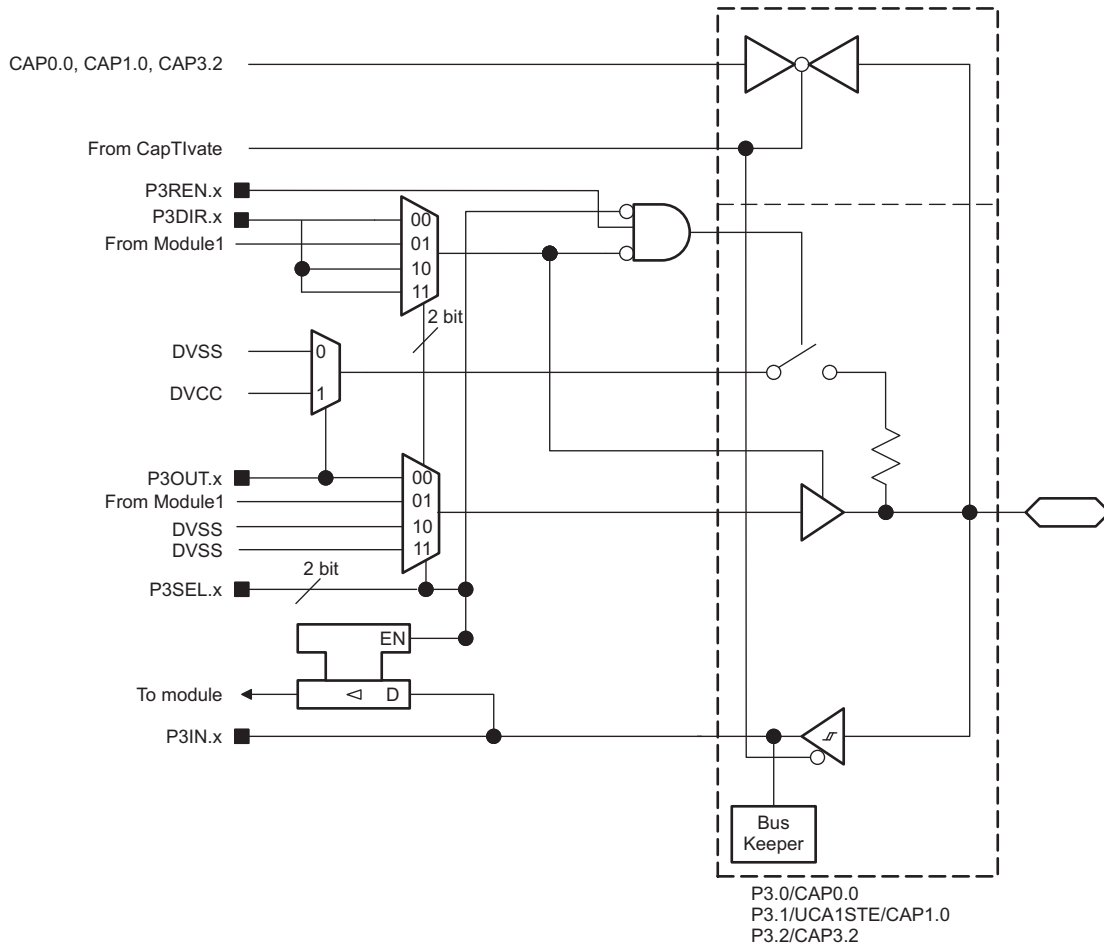 CAP0.0, CAP1.0, CAP3.2
From CapTIvate
P3REN.x
P3DIR.x
From Module1
00
01
10
11
2 bit
DVSS
DVCC
0
1
P3OUT.x
From Module1
DVSS
DVSS
00
01
10
11
P3SEL.x
2 bit
EN
D
To module
P3IN.x
Bus
Keeper
P3.0/CAP0.0
P3.1/UCA1STE/CAP1.0
P3.2/CAP3.2